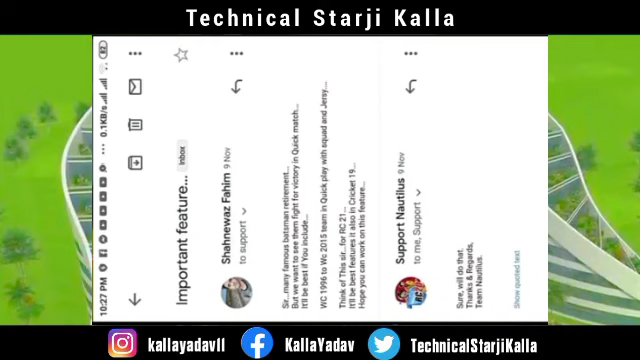 Technical Starji Kalla
10:27 PM
0.1KB/s
82
Important feature...
Inbox
Shahnewaz Fahim 9 Nov
to support
Sir...many famous batsman retirement...
But we want to see them fight for victory in Quick match...
It'll be best if You include...
WC 1996 to Wc 2015 team in Quick play with squad and Jersy...
Think of This sir...for RC 21...
It'll be best features it also in Cricket 19...
Hope you can work on this feature...
Support Nautilus 9 Nov
to me, Support
Sure, will do that.
Thanks & Regards,
Team Nautilus.
Show quoted text
kallayadav11
KallaYadav
TechnicalStarjiKalla